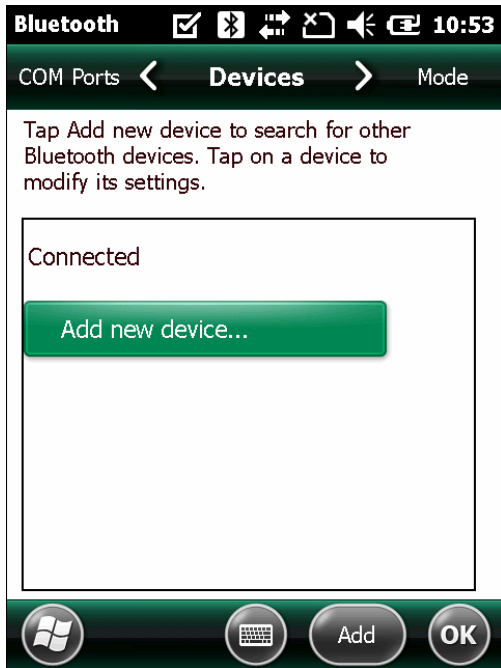 Bluetooth 10:53
COM Ports Devices Mode
Tap Add new device to search for other
Bluetooth devices. Tap on a device to
modify its settings.
Connected
Add new device...
Add OK